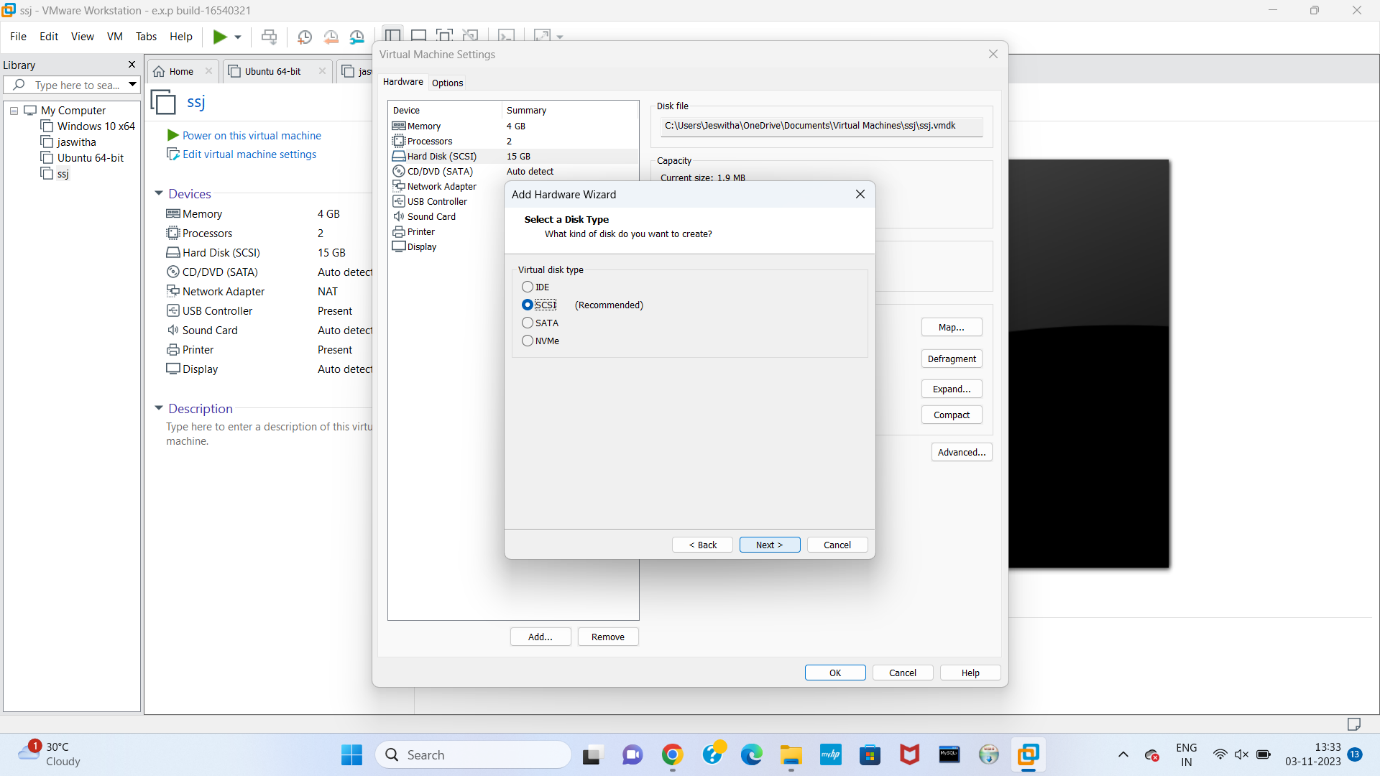 ssj - VMware Workstation - e.x.p build-16540321
File Edit View VM Tabs Help
Library
Type here to sea...
My Computer
Windows 10 x64
jaswitha
Ubuntu 64-bit
ssj
Home
Ubuntu 64-bit
jas
ssj
Power on this virtual machine
Edit virtual machine settings
Devices
Memory 4 GB
Processors 2
Hard Disk (SCSI) 15 GB
CD/DVD (SATA) Auto detect
Network Adapter NAT
USB Controller Present
Sound Card Auto detect
Printer Present
Display Auto detect
Description
Type here to enter a description of this virtu
machine.
Virtual Machine Settings
Hardware Options
Device Summary
Memory 4 GB
Processors 2
Hard Disk (SCSI) 15 GB
CD/DVD (SATA) Auto detect
Network Adapter
USB Controller
Sound Card
Printer
Display
Add... Remove
Disk file
C:\Users\Jeswitha\OneDrive\Documents\Virtual Machines\ssj\ssj.vmdk
Capacity
Current size: 1.9 MB
Map...
Defragment
Expand...
Compact
Advanced...
OK Cancel Help
Add Hardware Wizard
Select a Disk Type
What kind of disk do you want to create?
Virtual disk type
IDE
SCSI (Recommended)
SATA
NVMe
< Back Next > Cancel
1
30°C
Cloudy
Search
myhp
MySQL
ENG
IN
13:33
03-11-2023
13